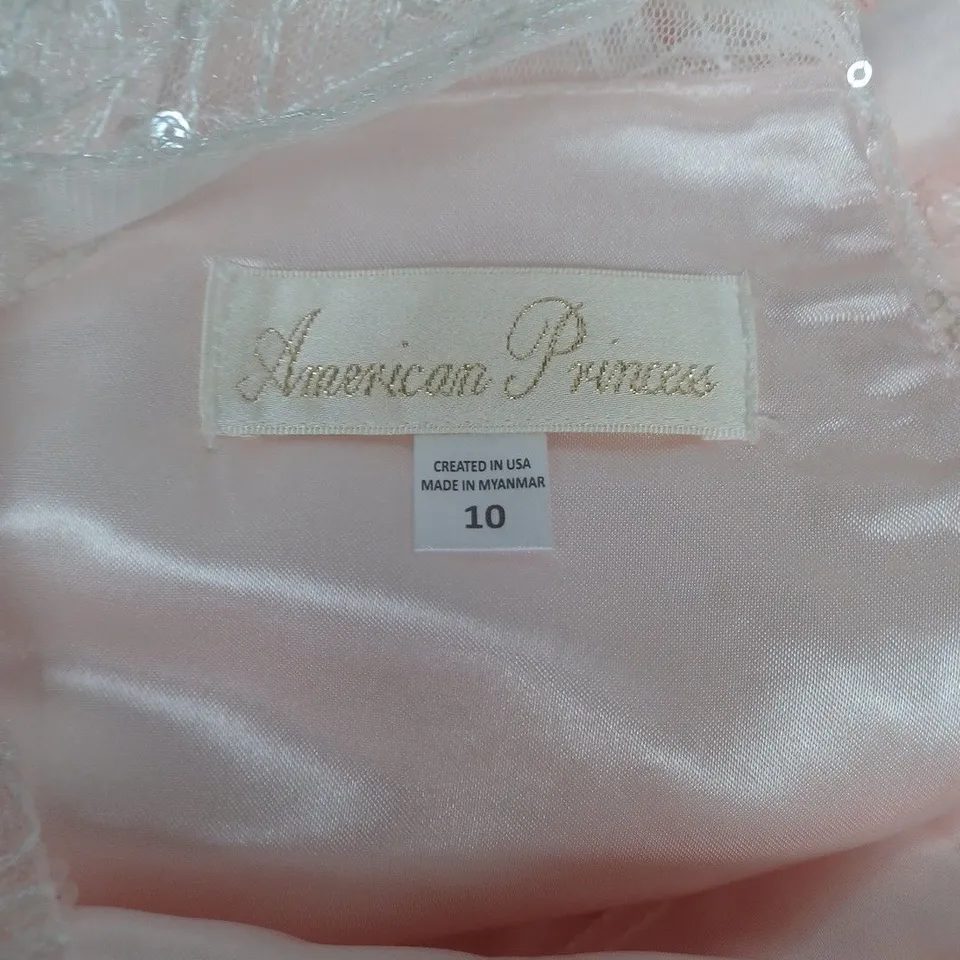 American Princess
CREATED IN USA
MADE IN MYANMAR
10